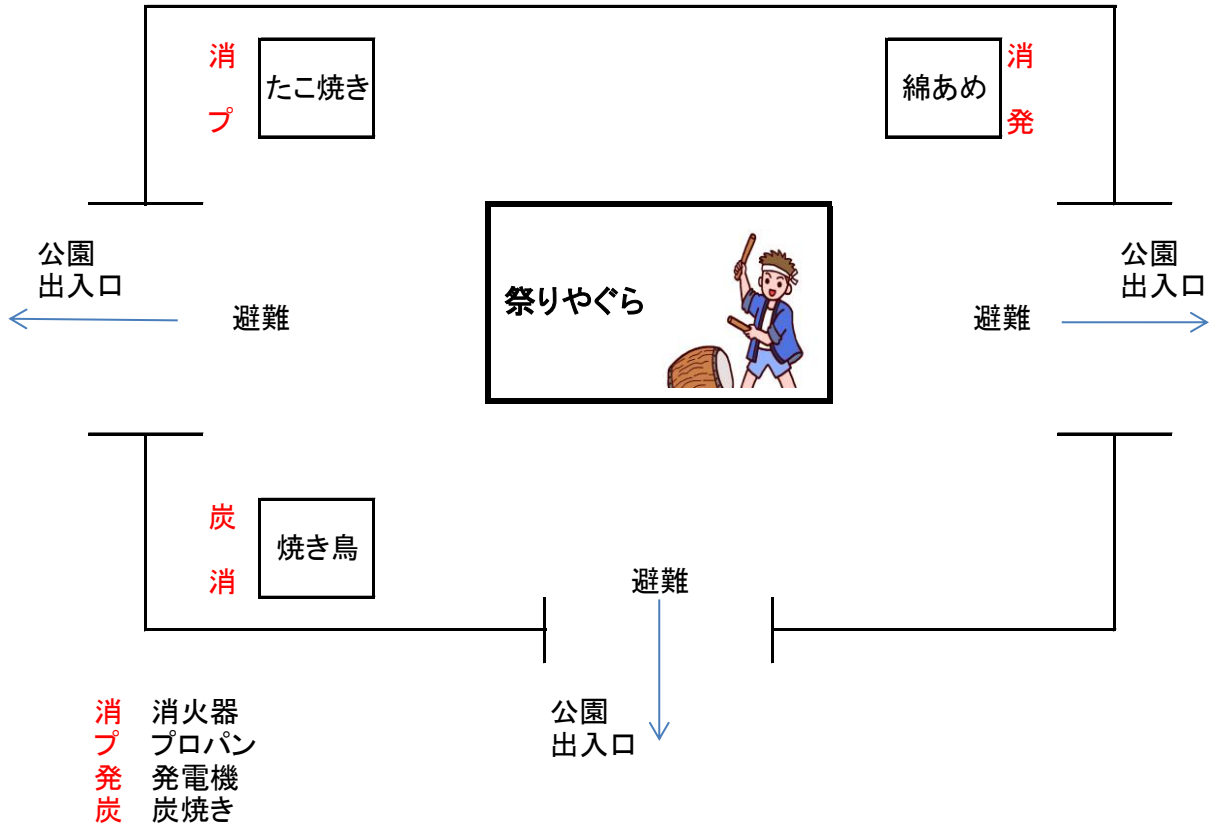 消
プ
たこ焼き
綿あめ
消
発
公園
出入口
避難
祭りやぐら
避難
公園
出入口
炭
消
焼き鳥
避難
公園
出入口
消 消火器
プ プロパン
発 発電機
炭 炭焼き